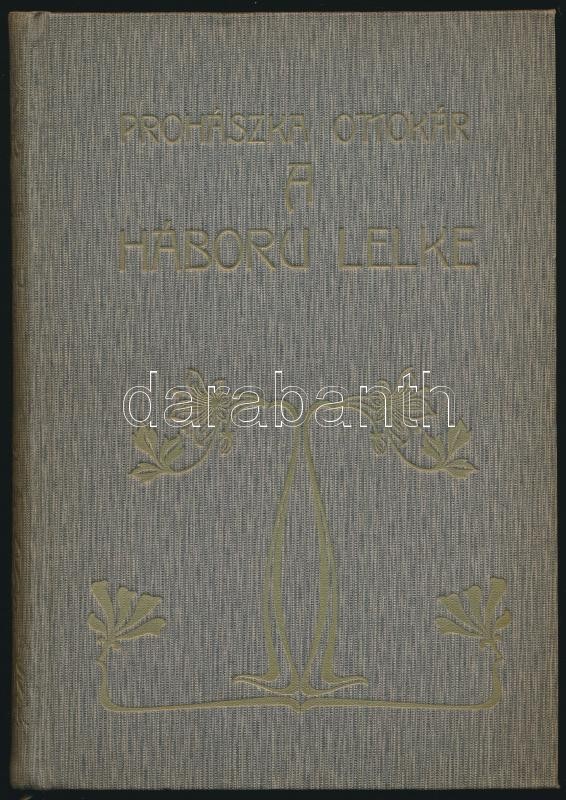 PROHÁSZKA OTTOKÁR
A
HÁBORU LELKE
darabanth